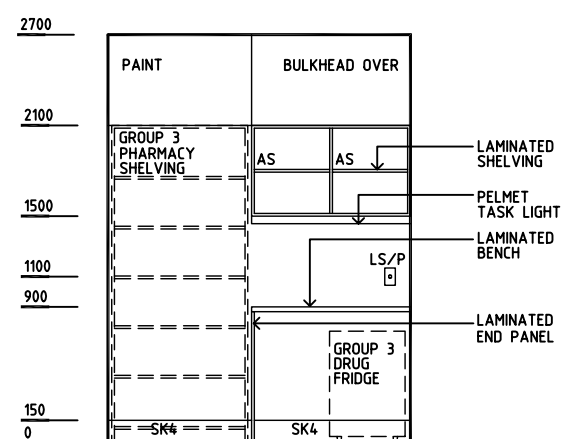 2700
PAINT
BULKHEAD OVER
2100
GROUP 3
PHARMACY
SHELVING
AS
AS
LAMINATED
SHELVING
1500
PELMET
TASK LIGHT
LAMINATED
BENCH
LS/P
1100
900
LAMINATED
END PANEL
GROUP 3
DRUG
FRIDGE
150
SK4
SK4
0